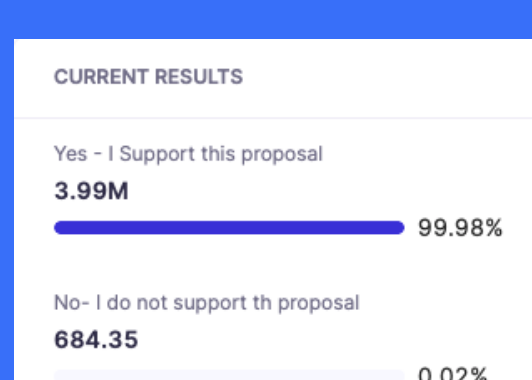 CURRENT RESULTS
Yes - I Support this proposal
3.99M
99.98%
No- I do not support th proposal
684.35
0.02%